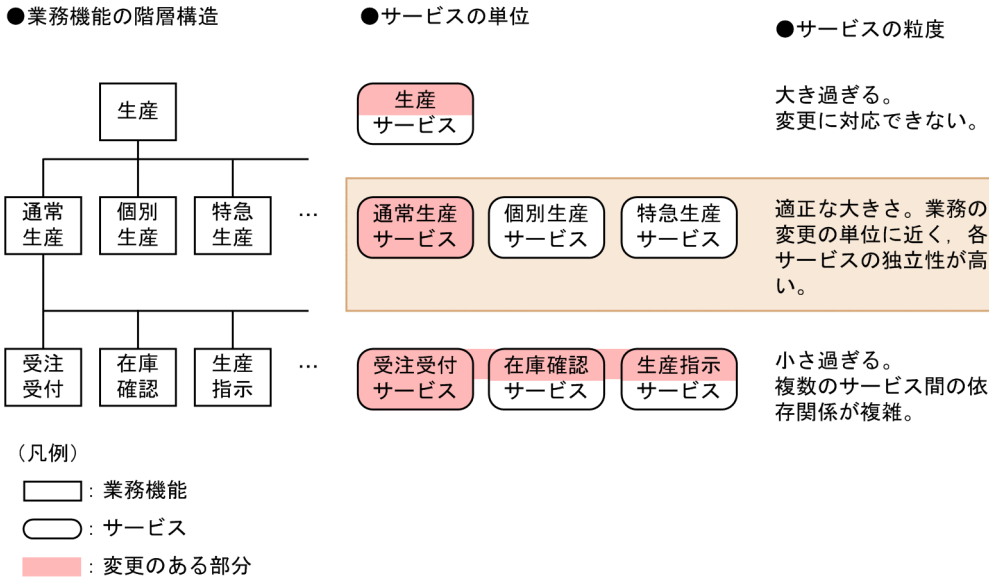 ●業務機能の階層構造
●サービスの単位
●サービスの粒度
生産
生産
サービス
大き過ぎる。
変更に対応できない。
通常
生産
個別
生産
特急
生産
…
通常生産
サービス
個別生産
サービス
特急生産
サービス
適正な大きさ。業務の
変更の単位に近く，各
サービスの独立性が高
い。
受注
受付
在庫
確認
生産
指示
…
受注受付
サービス
在庫確認
サービス
生産指示
サービス
小さ過ぎる。
複数のサービス間の依
存関係が複雑。
（凡例）
：業務機能
：サービス
：変更のある部分